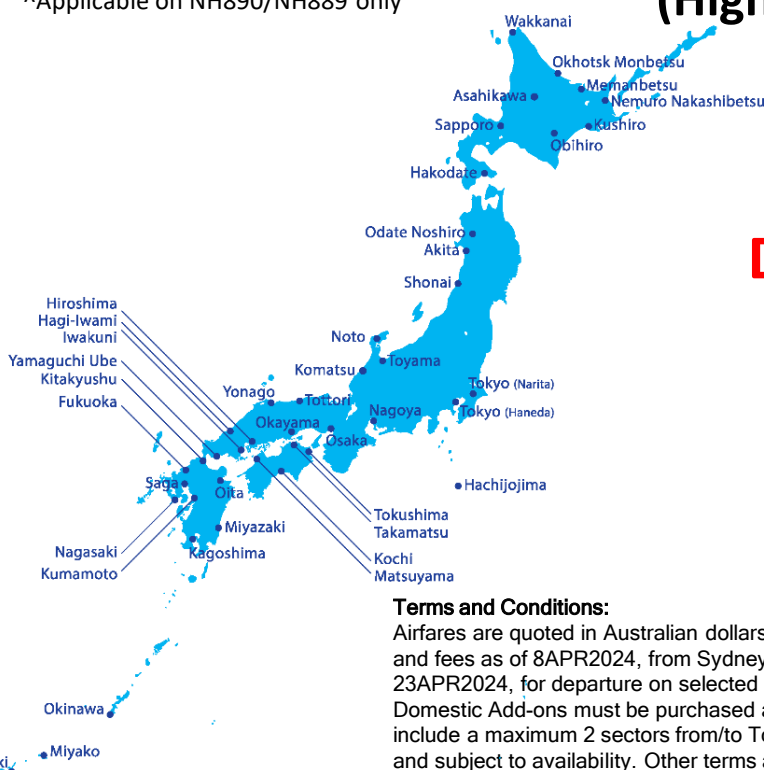 ^Applicable on NH890/NH889 only
(High
Wakkanai
Okhotsk Monbetsu
Memanbetsu
Asahikawa
Nemuro Nakashibetsu
Sapporo
Kushiro
Obihiro
Hakodate
Odate Noshiro
Akita
Shonai
Hiroshima
Hagi-Iwami
Iwakuni
Noto
Yamaguchi Ube
Toyama
Komatsu
Kitakyushu
Tokyo (Narita)
Yonago
Tottori
Fukuoka
Nagoya
Tokyo (Haneda)
Okayama
Osaka
Saga
Oita
Hachijojima
Tokushima
Miyazaki
Takamatsu
Nagasaki
Kagoshima
Kochi
Kumamoto
Matsuyama
Terms and Conditions:
Airfares are quoted in Australian dollars
and fees as of 8APR2024, from Sydney
23APR2024, for departure on selected
Domestic Add-ons must be purchased a
include a maximum 2 sectors from/to To
and subject to availability. Other terms a
Okinawa
Miyako
ki